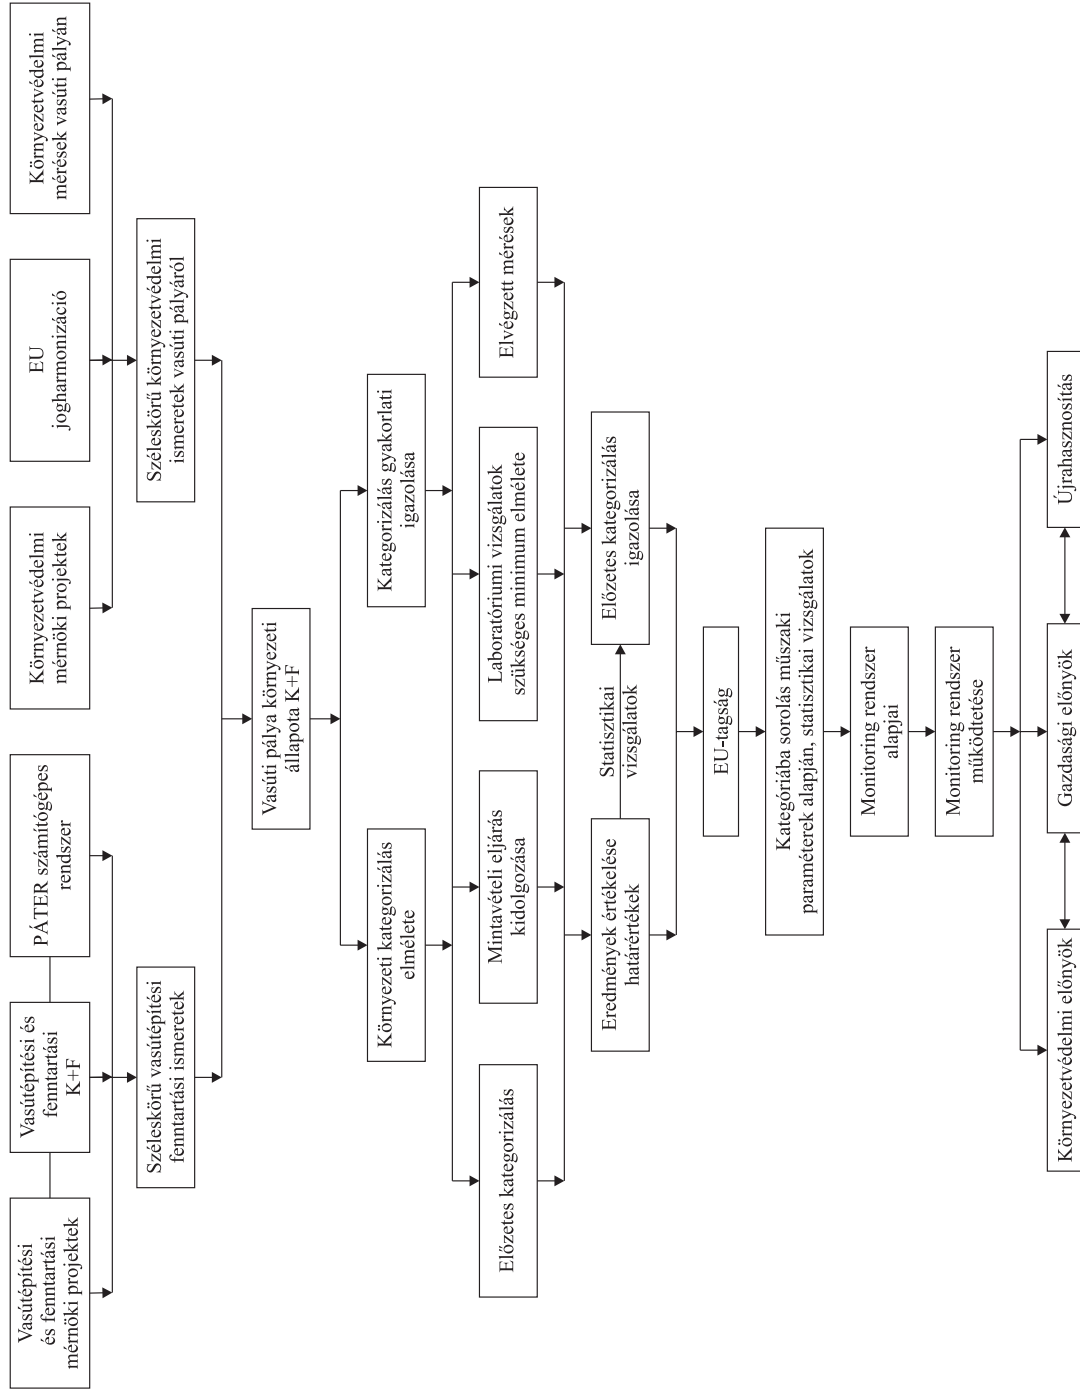 Vasútépítési
és fenntartási
mérnöki projektek
Vasútépítési és
fenntartási
K+F
PÁTER számítógépes
rendszer
Környezetvédelmi
mérnöki projektek
EU
jogharmonizáció
Környezetvédelmi
mérések vasúti pályán
Széleskörű vasútépítési
fenntartási ismeretek
Széleskörű környezetvédelmi
ismeretek vasúti pályáról
Vasúti pálya környezeti
állapota K+F
Környezeti kategorizálás
elmélete
Kategorizálás gyakorlati
igazolása
Előzetes kategorizálás
Mintavételi eljárás
kidolgozása
Laboratóriumi vizsgálatok
szükséges minimum elmélete
Elvégzett mérések
Eredmények értékelése
határértékek
Statisztikai
vizsgálatok
Előzetes kategorizálás
igazolása
EU-tagság
Kategóriába sorolás műszaki
paraméterek alapján, statisztikai vizsgálatok
Monitoring rendszer
alapjai
Monitoring rendszer
működtetése
Környezetvédelmi előnyök
Gazdasági előnyök
Újrahasznosítás